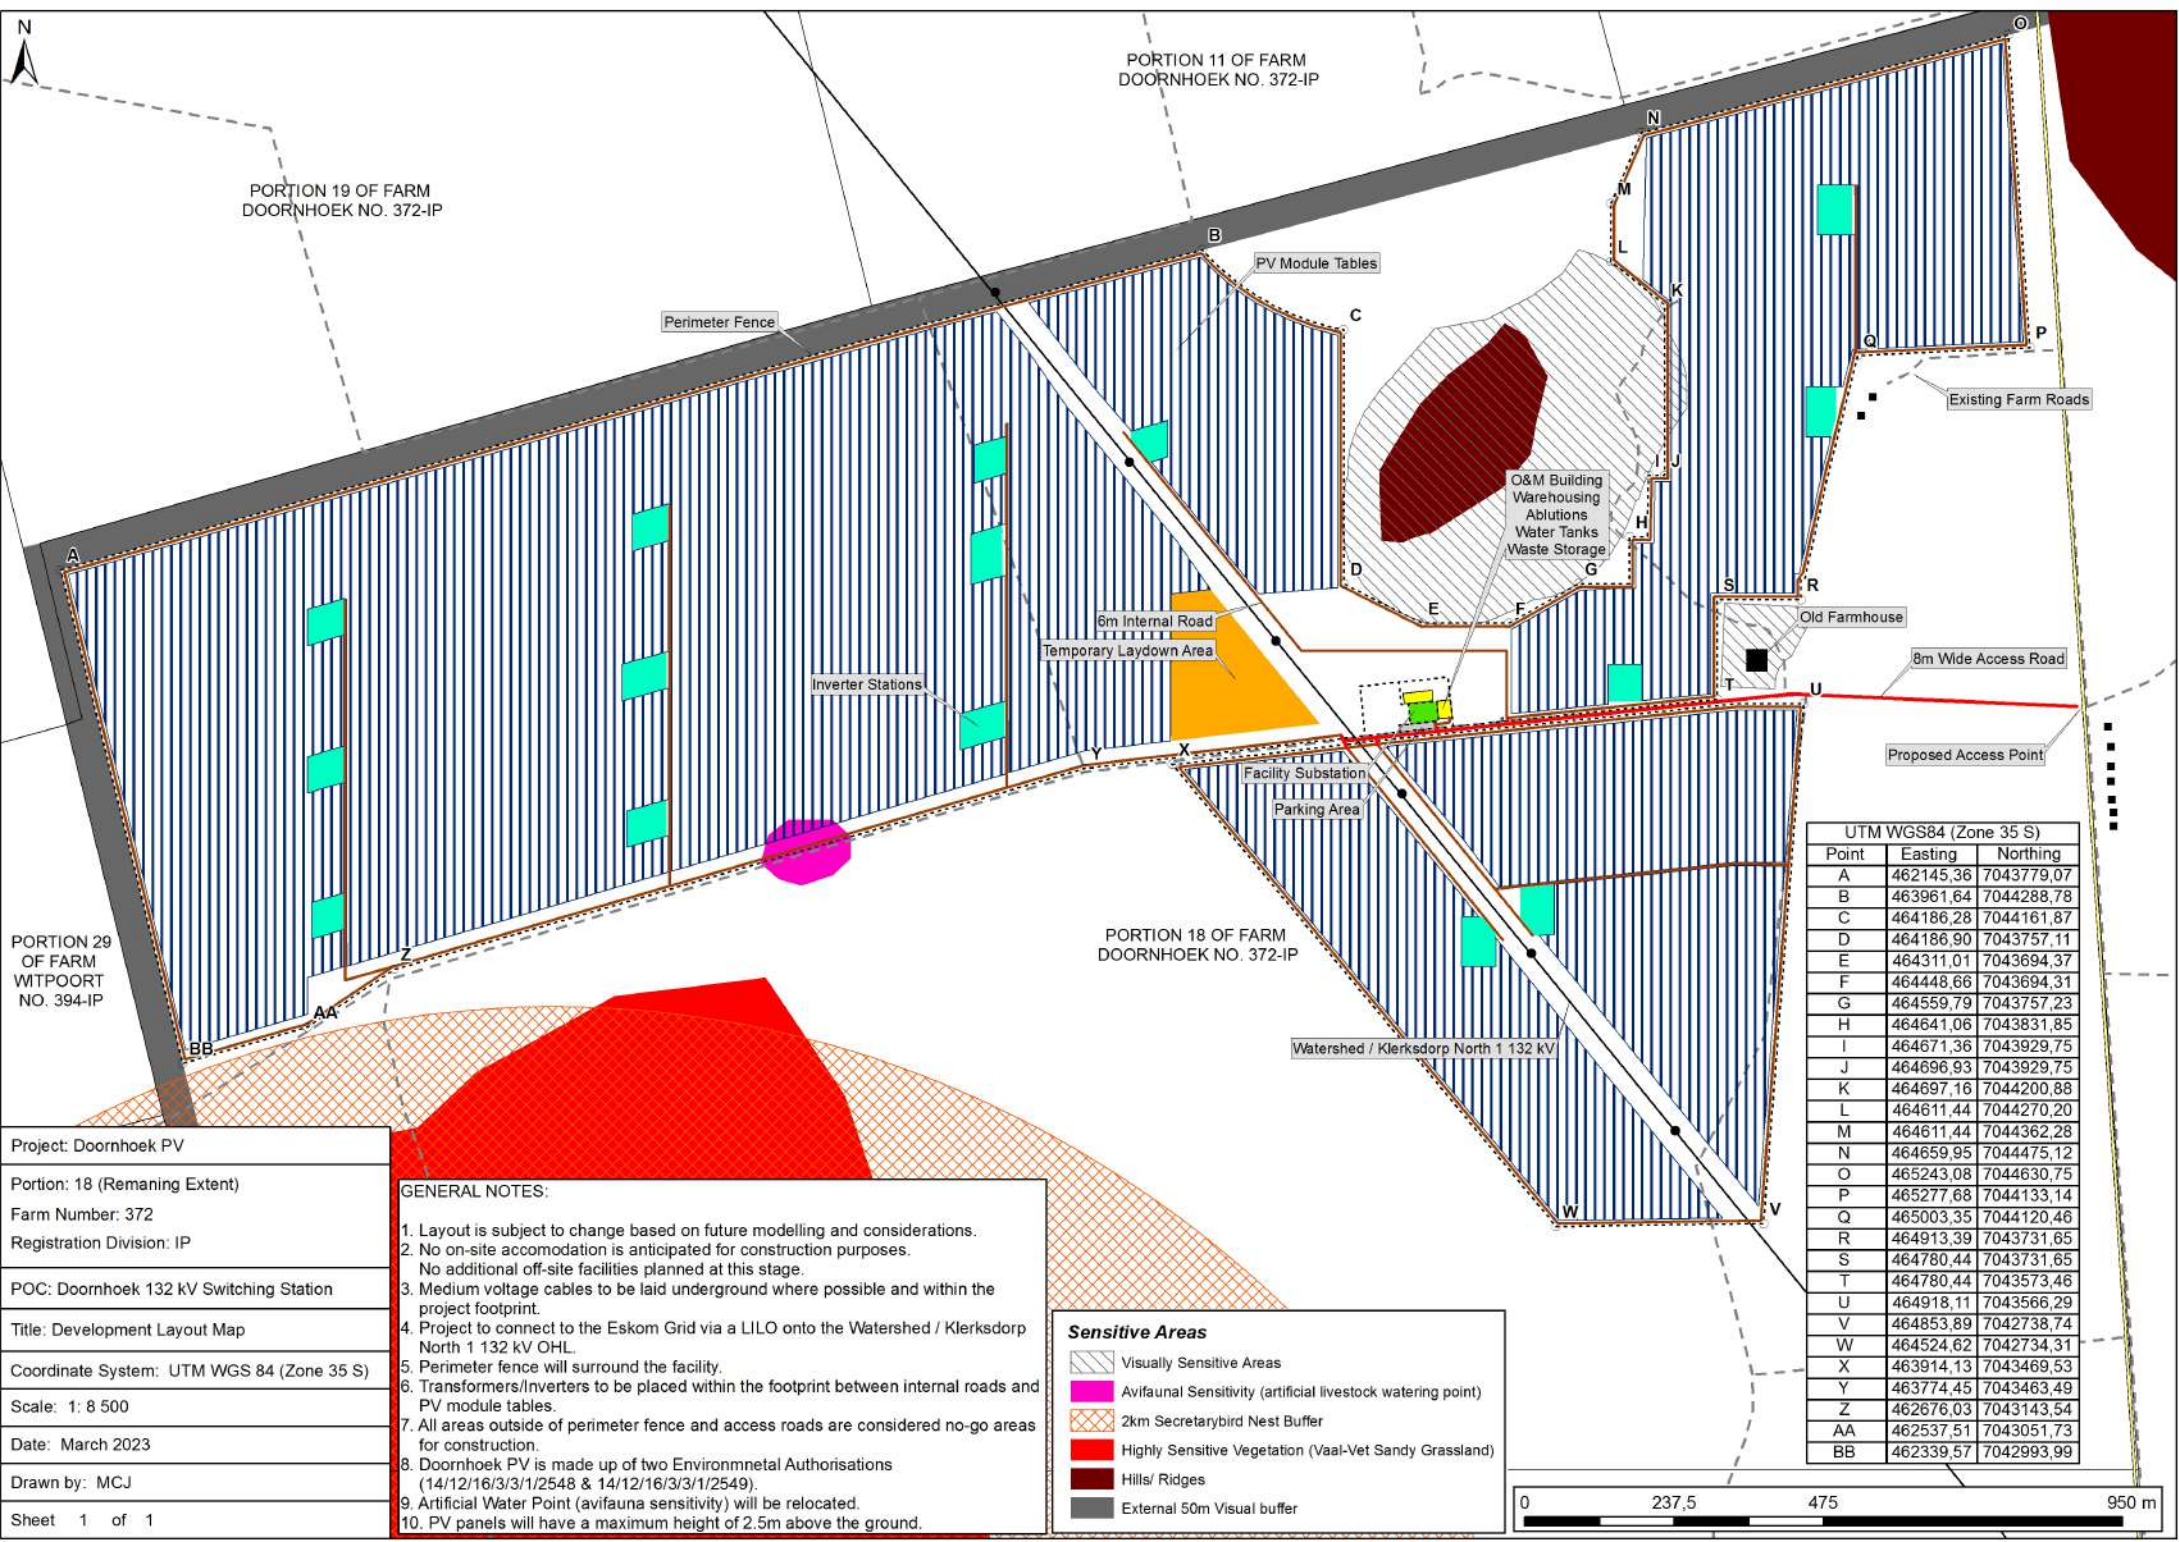 N
PORTION 11 OF FARM
DOORNHOEK NO. 372-IP
O
N
PORTION 19 OF FARM
DOORNHOEK NO. 372-IP
M
B
L
PV Module Tables
K
C
Perimeter Fence
P
Q
Existing Farm Roads
I
J
O&M Building
Warehousing
Ablutions
Water Tanks
Waste Storage
H
A
D
G
S
R
E
F
6m Internal Road
Old Farmhouse
Temporary Laydown Area
8m Wide Access Road
Inverter Stations
T
U
X
Y
Proposed Access Point
Facility Substation
Parking Area
PORTION 18 OF FARM
DOORNHOEK NO. 372-IP
PORTION 29
OF FARM
WITPOORT
NO. 394-IP
Z
AA
BB
Watershed / Klerksdorp North 1 132 kV
W
V
UTM WGS84 (Zone 35 S)
Point Easting Northing
A 462145,36 7043779,07
B 463961,64 7044288,78
C 464186,28 7044161,87
D 464186,90 7043757,11
E 464311,01 7043694,37
F 464448,66 7043694,31
G 464559,79 7043757,23
H 464641,06 7043831,85
I 464671,36 7043929,75
J 464696,93 7043929,75
K 464697,16 7044200,88
L 464611,44 7044270,20
M 464611,44 7044362,28
N 464659,95 7044475,12
O 465243,08 7044630,75
P 465277,68 7044133,14
Q 465003,35 7044120,46
R 464913,39 7043731,65
S 464780,44 7043731,65
T 464780,44 7043573,46
U 464918,11 7043566,29
V 464853,89 7042738,74
W 464524,62 7042734,31
X 463914,13 7043469,53
Y 463774,45 7043463,49
Z 462676,03 7043143,54
AA 462537,51 7043051,73
BB 462339,57 7042993,99
Project: Doornhoek PV
Portion: 18 (Remaning Extent)
Farm Number: 372
Registration Division: IP
POC: Doornhoek 132 kV Switching Station
Title: Development Layout Map
Coordinate System: UTM WGS 84 (Zone 35 S)
Scale: 1: 8 500
Date: March 2023
Drawn by: MCJ
Sheet 1 of 1
GENERAL NOTES:
1. Layout is subject to change based on future modelling and considerations.
2. No on-site accomodation is anticipated for construction purposes.
No additional off-site facilities planned at this stage.
3. Medium voltage cables to be laid underground where possible and within the
project footprint.
4. Project to connect to the Eskom Grid via a LILO onto the Watershed / Klerksdorp
North 1 132 kV OHL.
5. Perimeter fence will surround the facility.
6. Transformers/Inverters to be placed within the footprint between internal roads and
PV module tables.
7. All areas outside of perimeter fence and access roads are considered no-go areas
for construction.
8. Doornhoek PV is made up of two Environmnetal Authorisations
(14/12/16/3/3/1/2548 & 14/12/16/3/3/1/2549).
9. Artificial Water Point (avifauna sensitivity) will be relocated.
10. PV panels will have a maximum height of 2.5m above the ground.
Sensitive Areas
Visually Sensitive Areas
Avifaunal Sensitivity (artificial livestock watering point)
2km Secretarybird Nest Buffer
Highly Sensitive Vegetation (Vaal-Vet Sandy Grassland)
Hills/ Ridges
External 50m Visual buffer
0 237,5 475 950 m